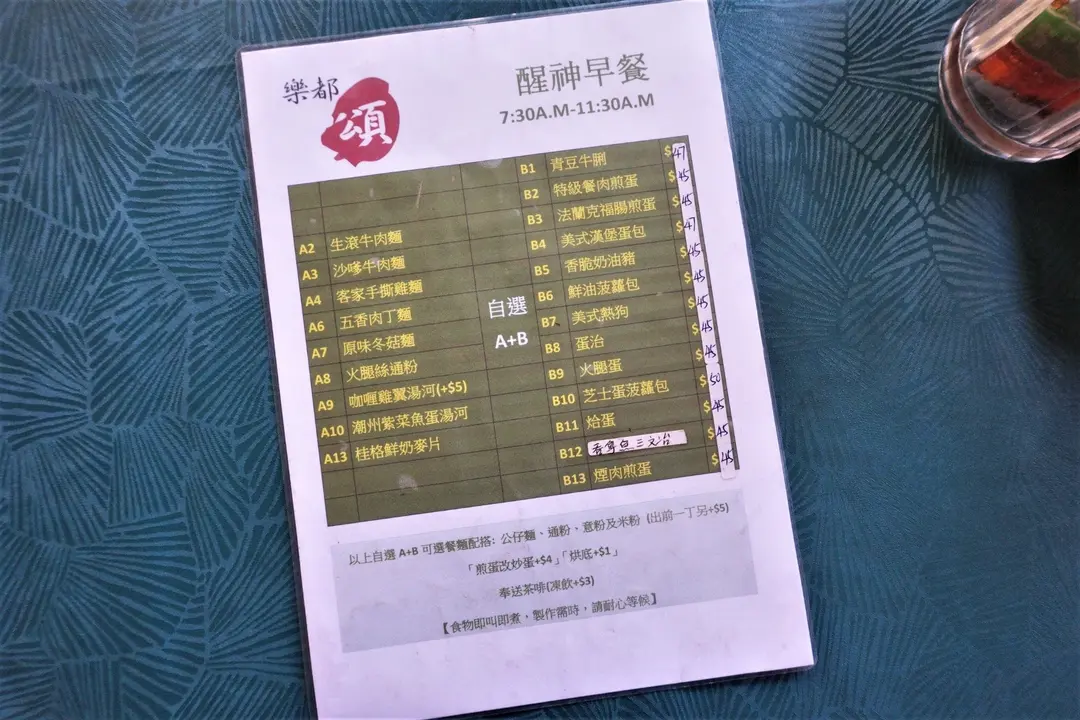 樂都
頌
醒神早餐
7:30A.M-11:30A.M
A2 生滾牛肉麵
A3 沙嗲牛肉麵
A4 客家手撕雞麵
A6 五香肉丁麵
A7 原味冬菇麵
A8 火腿絲通粉
A9 咖喱雞翼湯河(+$5)
A10 潮州紫菜魚蛋湯河
A13 桂格鮮奶麥片
自選
A+B
B1 青豆牛脷 $47
B2 特級餐肉煎蛋 $45
B3 法蘭克福腸煎蛋 $45
B4 美式漢堡蛋包 $47
B5 香脆奶油豬 $45
B6 鮮油菠蘿包 $45
B7 美式熱狗 $45
B8 蛋治 $45
B9 火腿蛋 $45
B10 芝士蛋菠蘿包 $50
B11 烚蛋 $45
B12 吞拿魚三文治 $45
B13 煙肉煎蛋 $45
以上自選 A+B 可選餐麵配搭: 公仔麵、通粉、意粉及米粉 (出前一丁另+$5)
「煎蛋改炒蛋+$4」「烘底+$1」
奉送茶啡(凍飲+$3)
【食物即叫即煮，製作需時，請耐心等候】